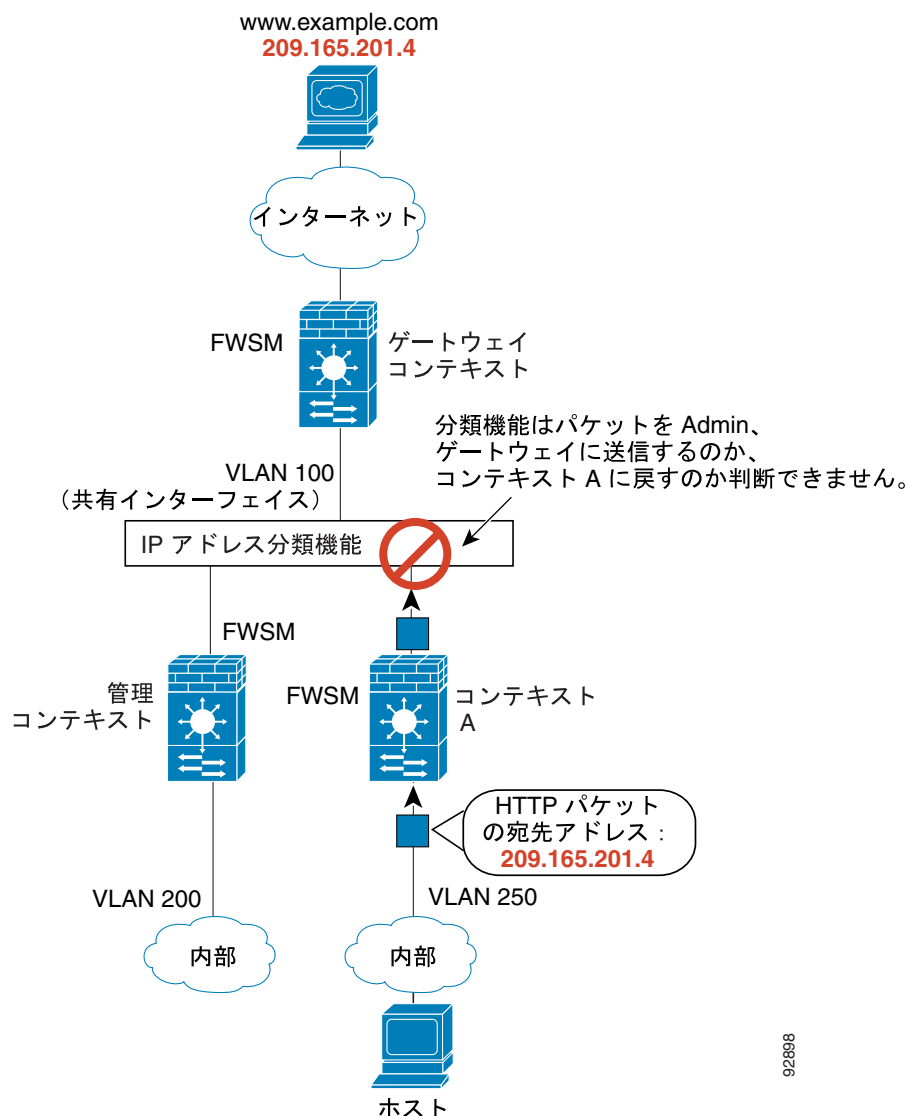 www.example.com
209.165.201.4
インターネット
FWSM
ゲートウェイ
コンテキスト
分類機能はパケットを Admin、
ゲートウェイに送信するのか、
コンテキスト A に戻すのか判断できません。
VLAN 100
（共有インターフェイス）
IP アドレス分類機能
FWSM
管理
コンテキスト
FWSM
コンテキスト
A
HTTP パケット
の宛先アドレス：
209.165.201.4
VLAN 200
VLAN 250
内部
内部
ホスト
92898